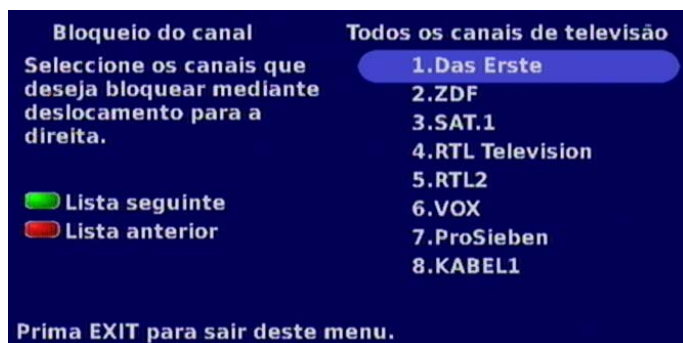 Bloqueio do canal
Seleccione os canais que
deseja bloquear mediante
deslocamento para a
direita.
Lista seguinte
Lista anterior
Todos os canais de televisão
1.Das Erste
2.ZDF
3.SAT.1
4.RTL Television
5.RTL2
6.VOX
7.ProSieben
8.KABEL1
Prima EXIT para sair deste menu.